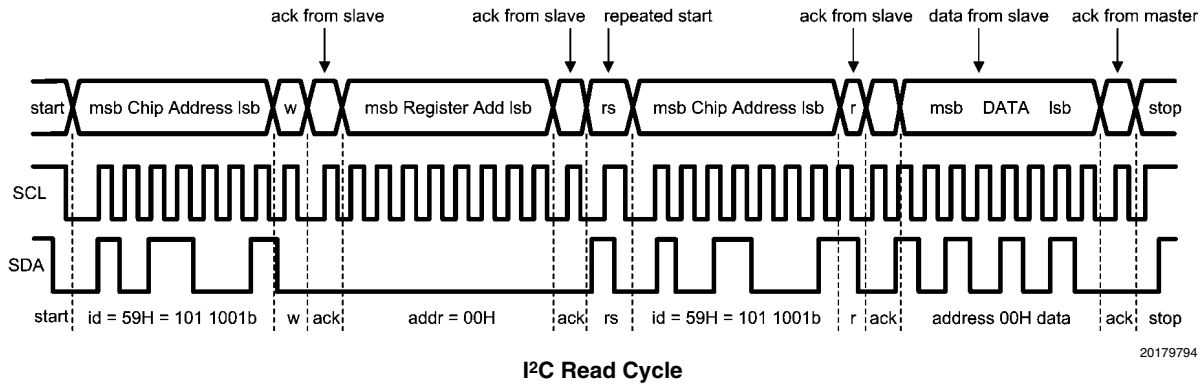 ack from slave ack from slave repeated start ack from slave data from slave ack from master
start msb Chip Address lsb w msb Register Add lsb rs msb Chip Address lsb r msb DATA lsb stop
SCL
SDA
start id = 59H = 101 1001b w ack addr = 00H ack rs id = 59H = 101 1001b r ack address 00H data ack stop
20179794
I²C Read Cycle